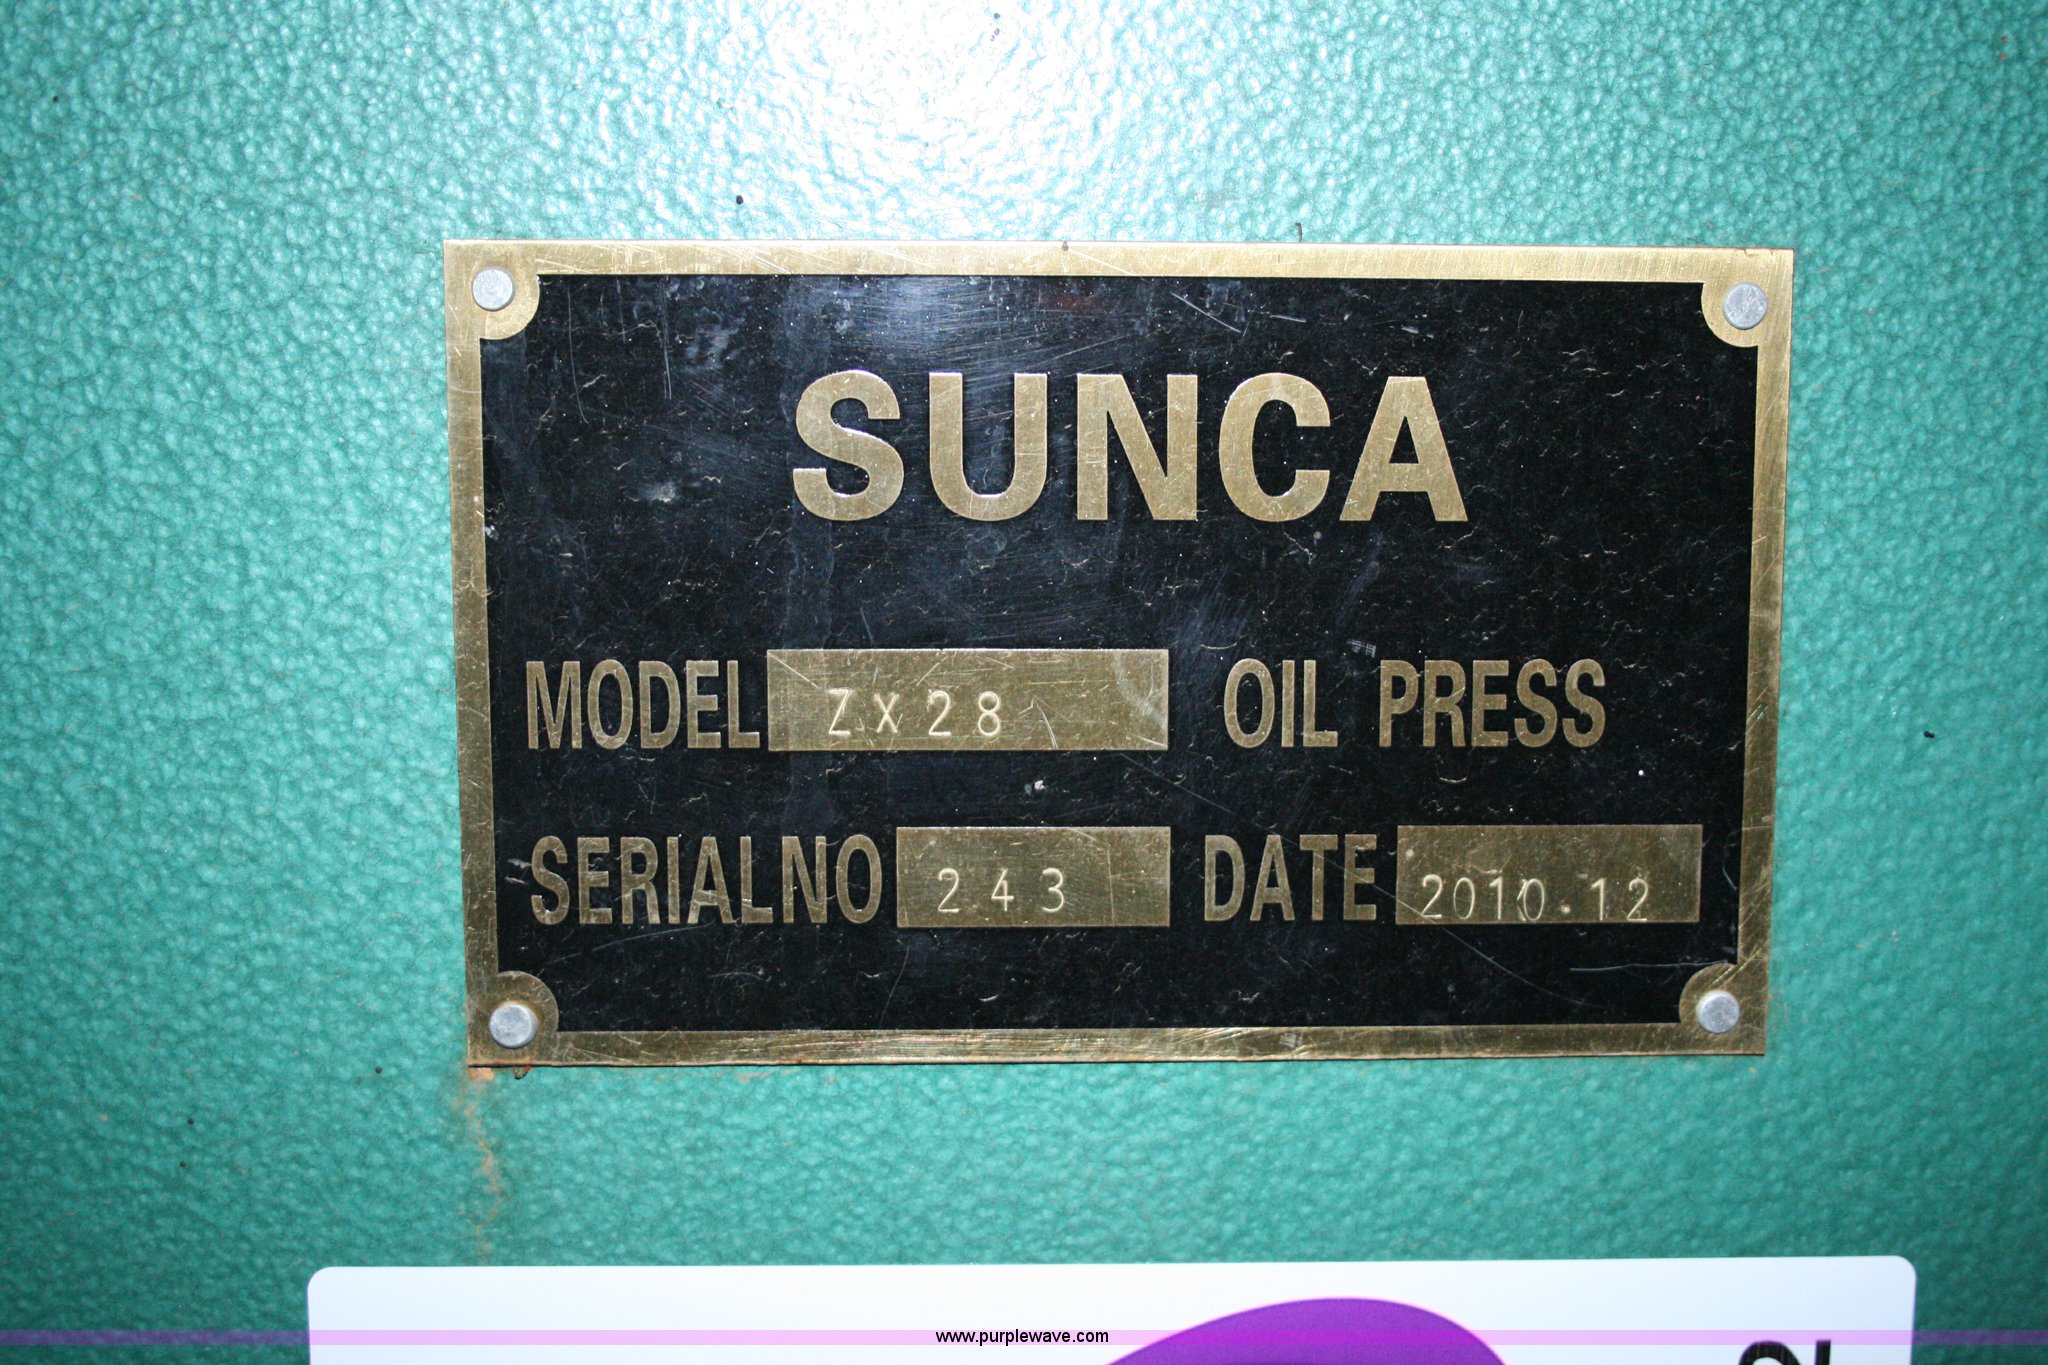 SUNCA
MODEL ZX28 OIL PRESS
SERIALNO 243 DATE 2010.12
www.purplewave.com